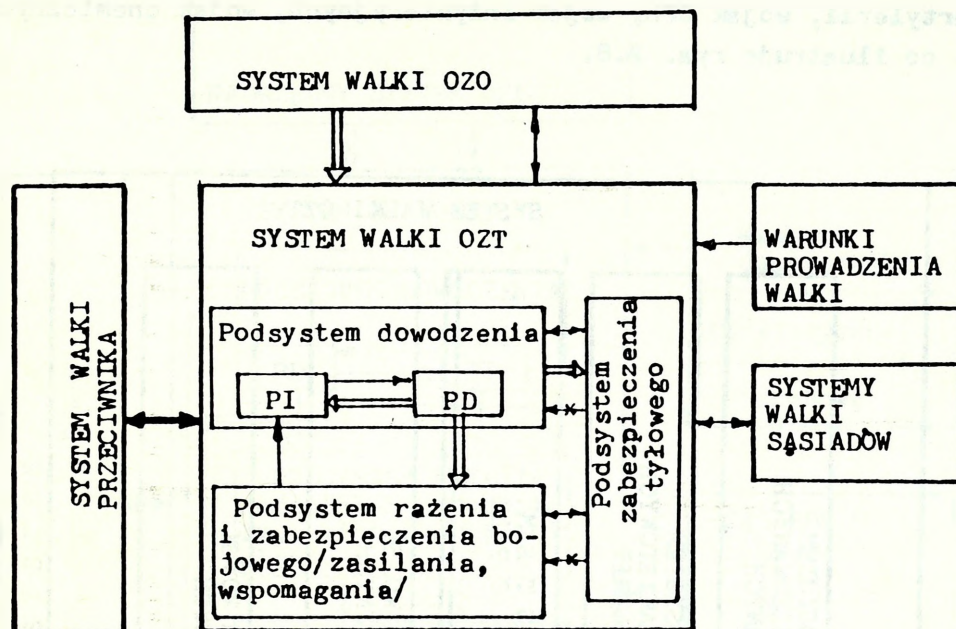 SYSTEM WALKI OZO
SYSTEM WALKI
PRZECIWNIKA
SYSTEM WALKI OZT
Podsystem dowodzenia
PI
PD
Podsystem rażenia
i zabezpieczenia bo-
jowego/zasilania,
wspomagania/
Podsystem
zabezpieczenia
tyłowego
WARUNKI
PROWADZENIA
WALKI
SYSTEMY
WALKI
SĄSIADÓW